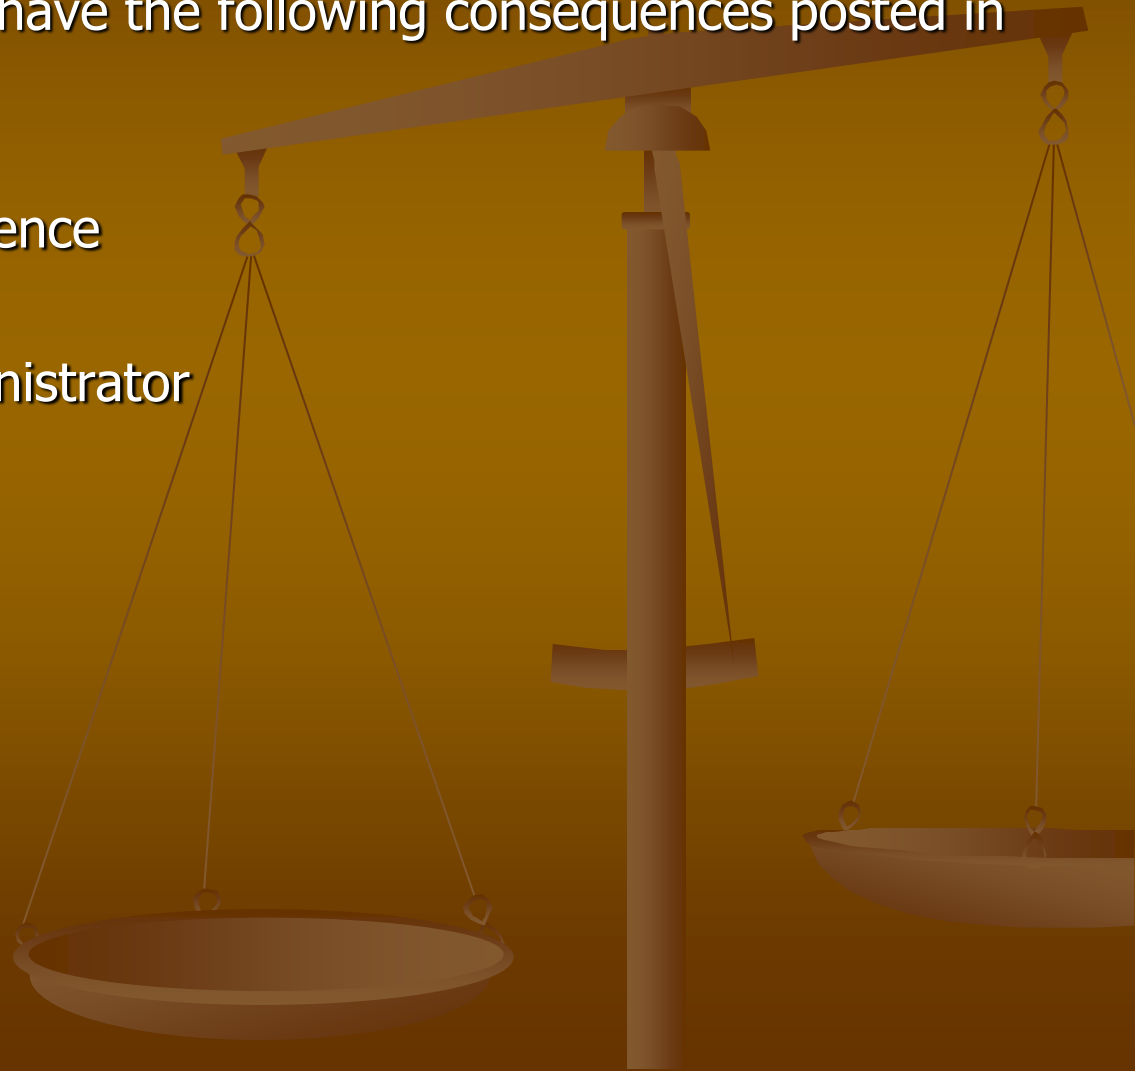 have the following consequences posted in
ence
nistrator